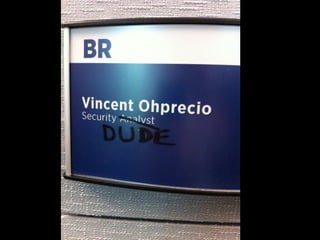 BR
Vincent Ohprecio
Security Analyst
DUDE